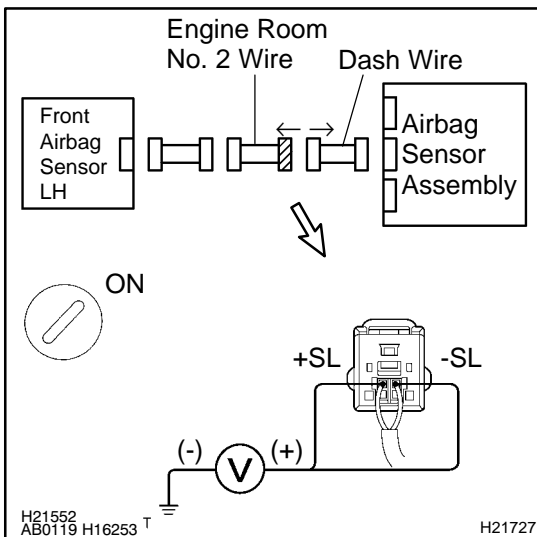 Engine Room
No. 2 Wire
Dash Wire
Front
Airbag
Sensor
LH
Airbag
Sensor
Assembly
ON
+SL
-SL
(-)
V
(+)
H21552
AB0119 H16253
T
H21727